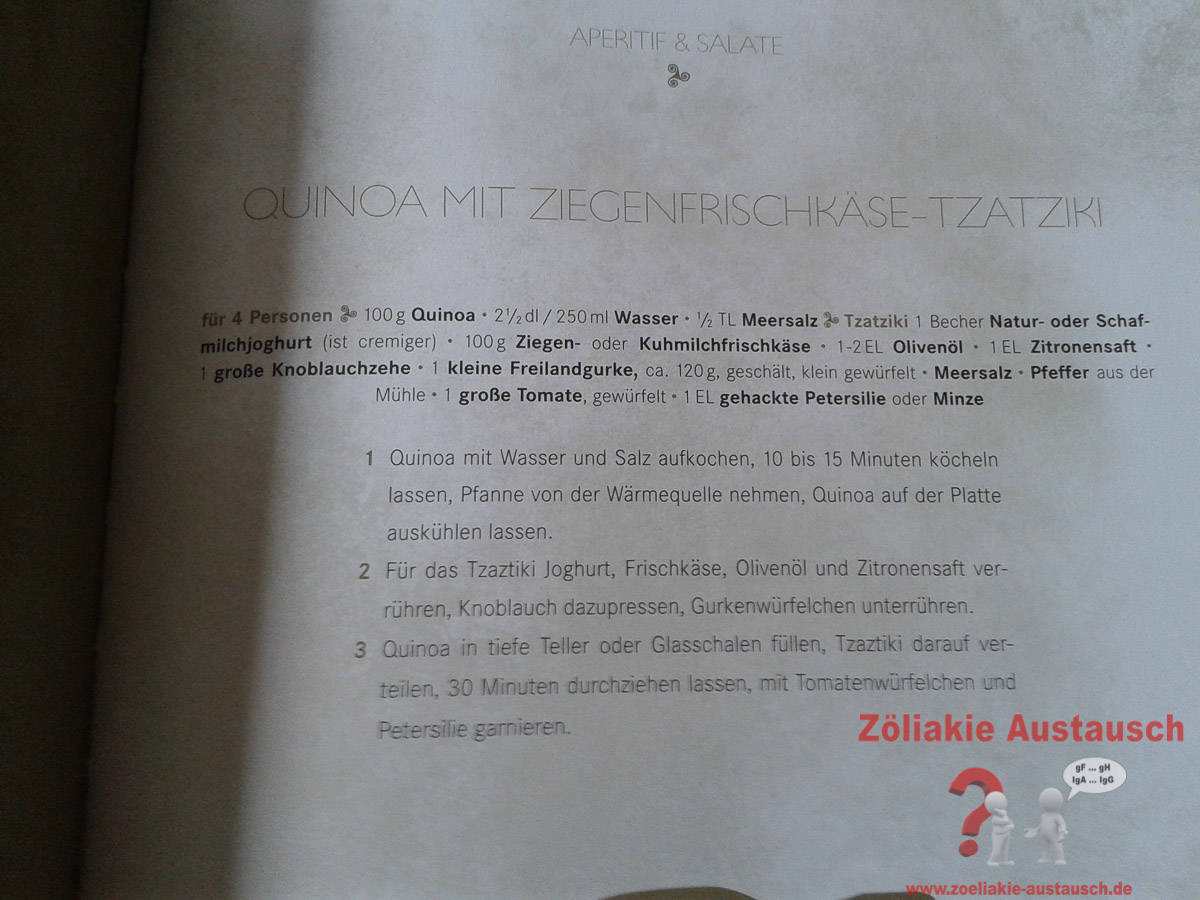 APERITIF & SALATE
QUINOA MIT ZIEGENFRISCHKÄSE-TZATZIKI
für 4 Personen 100 g Quinoa • 2½ dl / 250 ml Wasser • ½ TL Meersalz Tzatziki 1 Becher Natur- oder Schaf-
milchjoghurt (ist cremiger) • 100 g Ziegen- oder Kuhmilchfrischkäse • 1-2 EL Olivenöl • 1 EL Zitronensaft •
1 große Knoblauchzehe • 1 kleine Freilandgurke, ca. 120 g, geschält, klein gewürfelt • Meersalz • Pfeffer aus der
Mühle • 1 große Tomate, gewürfelt • 1 EL gehackte Petersilie oder Minze
1 Quinoa mit Wasser und Salz aufkochen, 10 bis 15 Minuten köcheln
lassen, Pfanne von der Wärmequelle nehmen, Quinoa auf der Platte
auskühlen lassen.
2 Für das Tzaztiki Joghurt, Frischkäse, Olivenöl und Zitronensaft ver-
rühren, Knoblauch dazupressen, Gurkenwürfelchen unterrühren.
3 Quinoa in tiefe Teller oder Glasschalen füllen, Tzaztiki darauf ver-
teilen, 30 Minuten durchziehen lassen, mit Tomatenwürfelchen und
Petersilie garnieren.
Zöliakie Austausch
gF ... gH
IgA ... IgG
www.zoeliakie-austausch.de